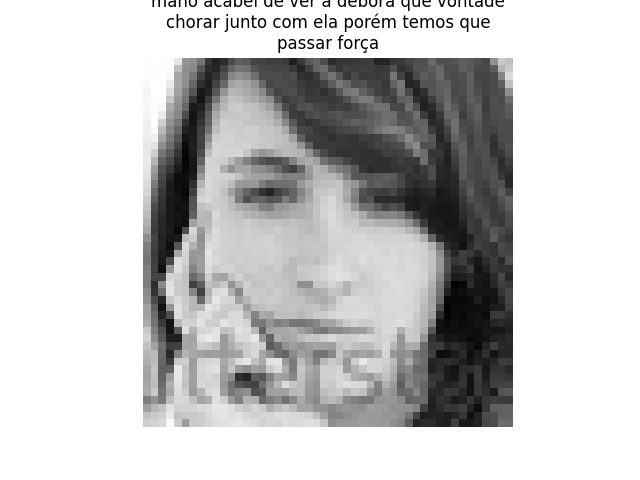 mano acabei de ver a debora que vontade
chorar junto com ela porém temos que
passar força